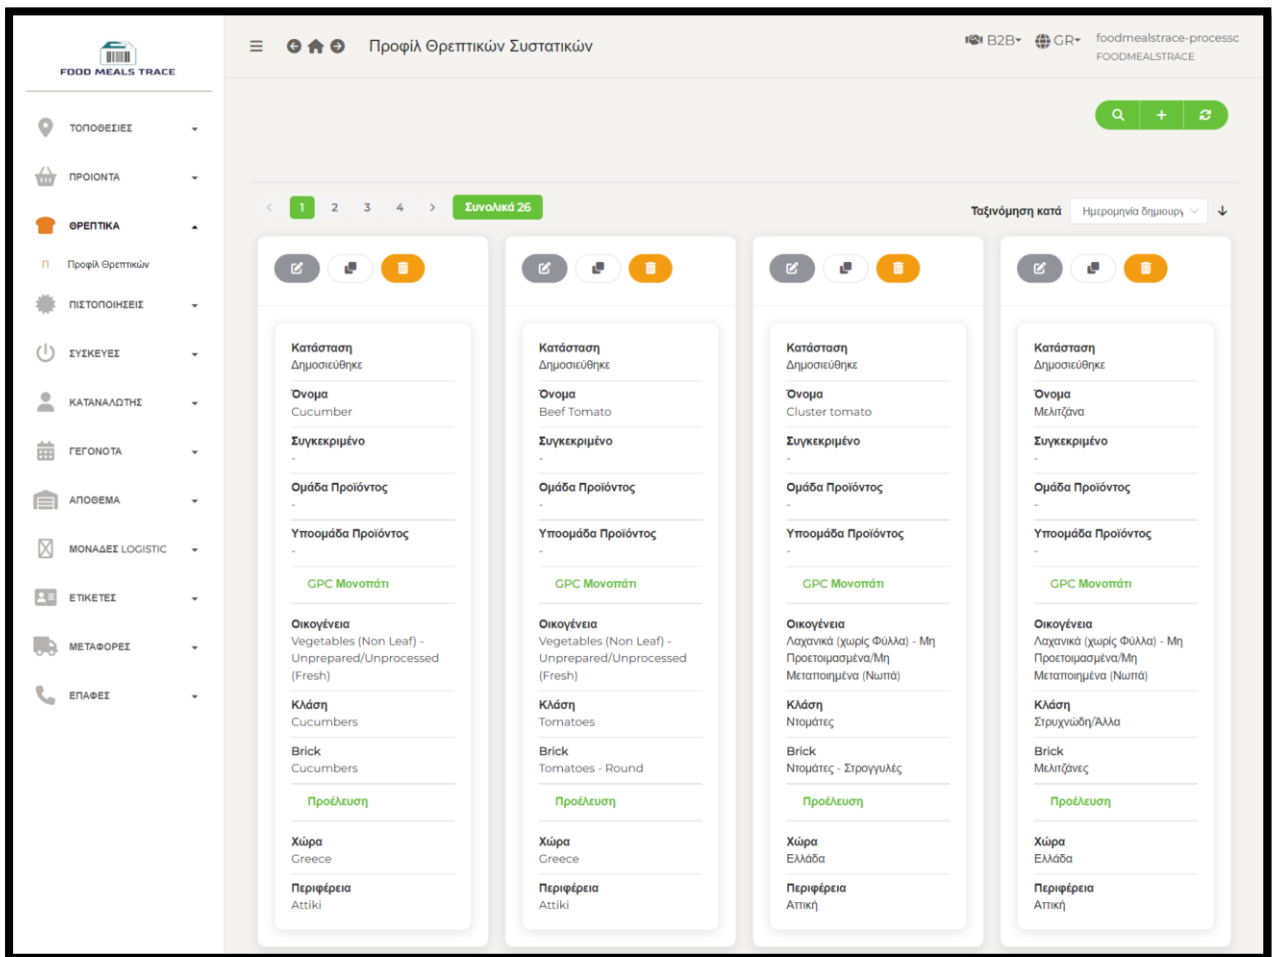 FOOD MEALS TRACE
Προφίλ Θρεπτικών Συστατικών
B2B
GR
foodmealstrace-processo
FOODMEALSTRACE
ΤΟΠΟΘΕΣΙΕΣ
ΠΡΟΙΟΝΤΑ
ΘΡΕΠΤΙΚΑ
Π Προφίλ Θρεπτικών
ΠΙΣΤΟΠΟΙΗΣΕΙΣ
ΣΥΣΚΕΥΕΣ
ΚΑΤΑΝΑΛΩΤΗΣ
ΓΕΓΟΝΟΤΑ
ΑΠΟΘΕΜΑ
ΜΟΝΑΔΕΣ LOGISTIC
ΕΤΙΚΕΤΕΣ
ΜΕΤΑΦΟΡΕΣ
ΕΠΑΦΕΣ
< 1 2 3 4 > Συνολικά 26
Ταξινόμηση κατά Ημερομηνία δημιουργ
Κατάσταση
Δημοσιεύθηκε
Όνομα
Cucumber
Συγκεκριμένο
-
Ομάδα Προϊόντος
-
Υποομάδα Προϊόντος
-
GPC Μονοπάτι
Οικογένεια
Vegetables (Non Leaf) -
Unprepared/Unprocessed
(Fresh)
Κλάση
Cucumbers
Brick
Cucumbers
Προέλευση
Χώρα
Greece
Περιφέρεια
Attiki
Κατάσταση
Δημοσιεύθηκε
Όνομα
Beef Tomato
Συγκεκριμένο
-
Ομάδα Προϊόντος
-
Υποομάδα Προϊόντος
-
GPC Μονοπάτι
Οικογένεια
Vegetables (Non Leaf) -
Unprepared/Unprocessed
(Fresh)
Κλάση
Tomatoes
Brick
Tomatoes - Round
Προέλευση
Χώρα
Greece
Περιφέρεια
Attiki
Κατάσταση
Δημοσιεύθηκε
Όνομα
Cluster tomato
Συγκεκριμένο
-
Ομάδα Προϊόντος
-
Υποομάδα Προϊόντος
-
GPC Μονοπάτι
Οικογένεια
Λαχανικά (χωρίς Φύλλα) - Μη
Προετοιμασμένα/Μη
Μεταποιημένα (Νωπά)
Κλάση
Ντομάτες
Brick
Ντομάτες - Στρογγυλές
Προέλευση
Χώρα
Ελλάδα
Περιφέρεια
Αττική
Κατάσταση
Δημοσιεύθηκε
Όνομα
Μελιτζάνα
Συγκεκριμένο
-
Ομάδα Προϊόντος
-
Υποομάδα Προϊόντος
-
GPC Μονοπάτι
Οικογένεια
Λαχανικά (χωρίς Φύλλα) - Μη
Προετοιμασμένα/Μη
Μεταποιημένα (Νωπά)
Κλάση
Στρυχνώδη/Άλλα
Brick
Μελιτζάνες
Προέλευση
Χώρα
Ελλάδα
Περιφέρεια
Αττική